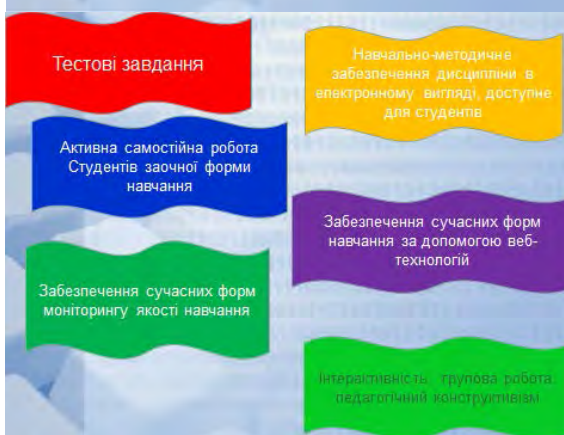 Тестові завдання
Навчально-методичне
забезпечення дисципліни в
електронному вигляді, доступне
для студентів
Активна самостійна робота
Студентів заочної форми
навчання
Забезпечення сучасних форм
навчання за допомогою веб-
технологій
Забезпечення сучасних форм
моніторингу якості навчання
Інтерактивність, групова робота,
педагогічний конструктивізм